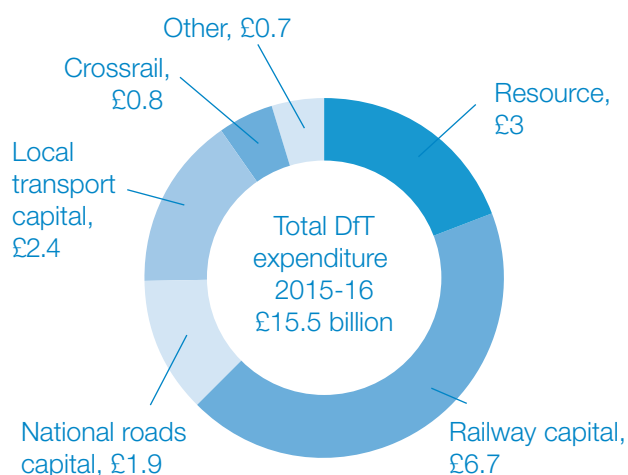 Other, £0.7
Crossrail,
£0.8
Resource,
£3
Local
transport
capital,
£2.4
Total DfT
expenditure
2015-16
£15.5 billion
National roads
capital, £1.9
Railway capital,
£6.7